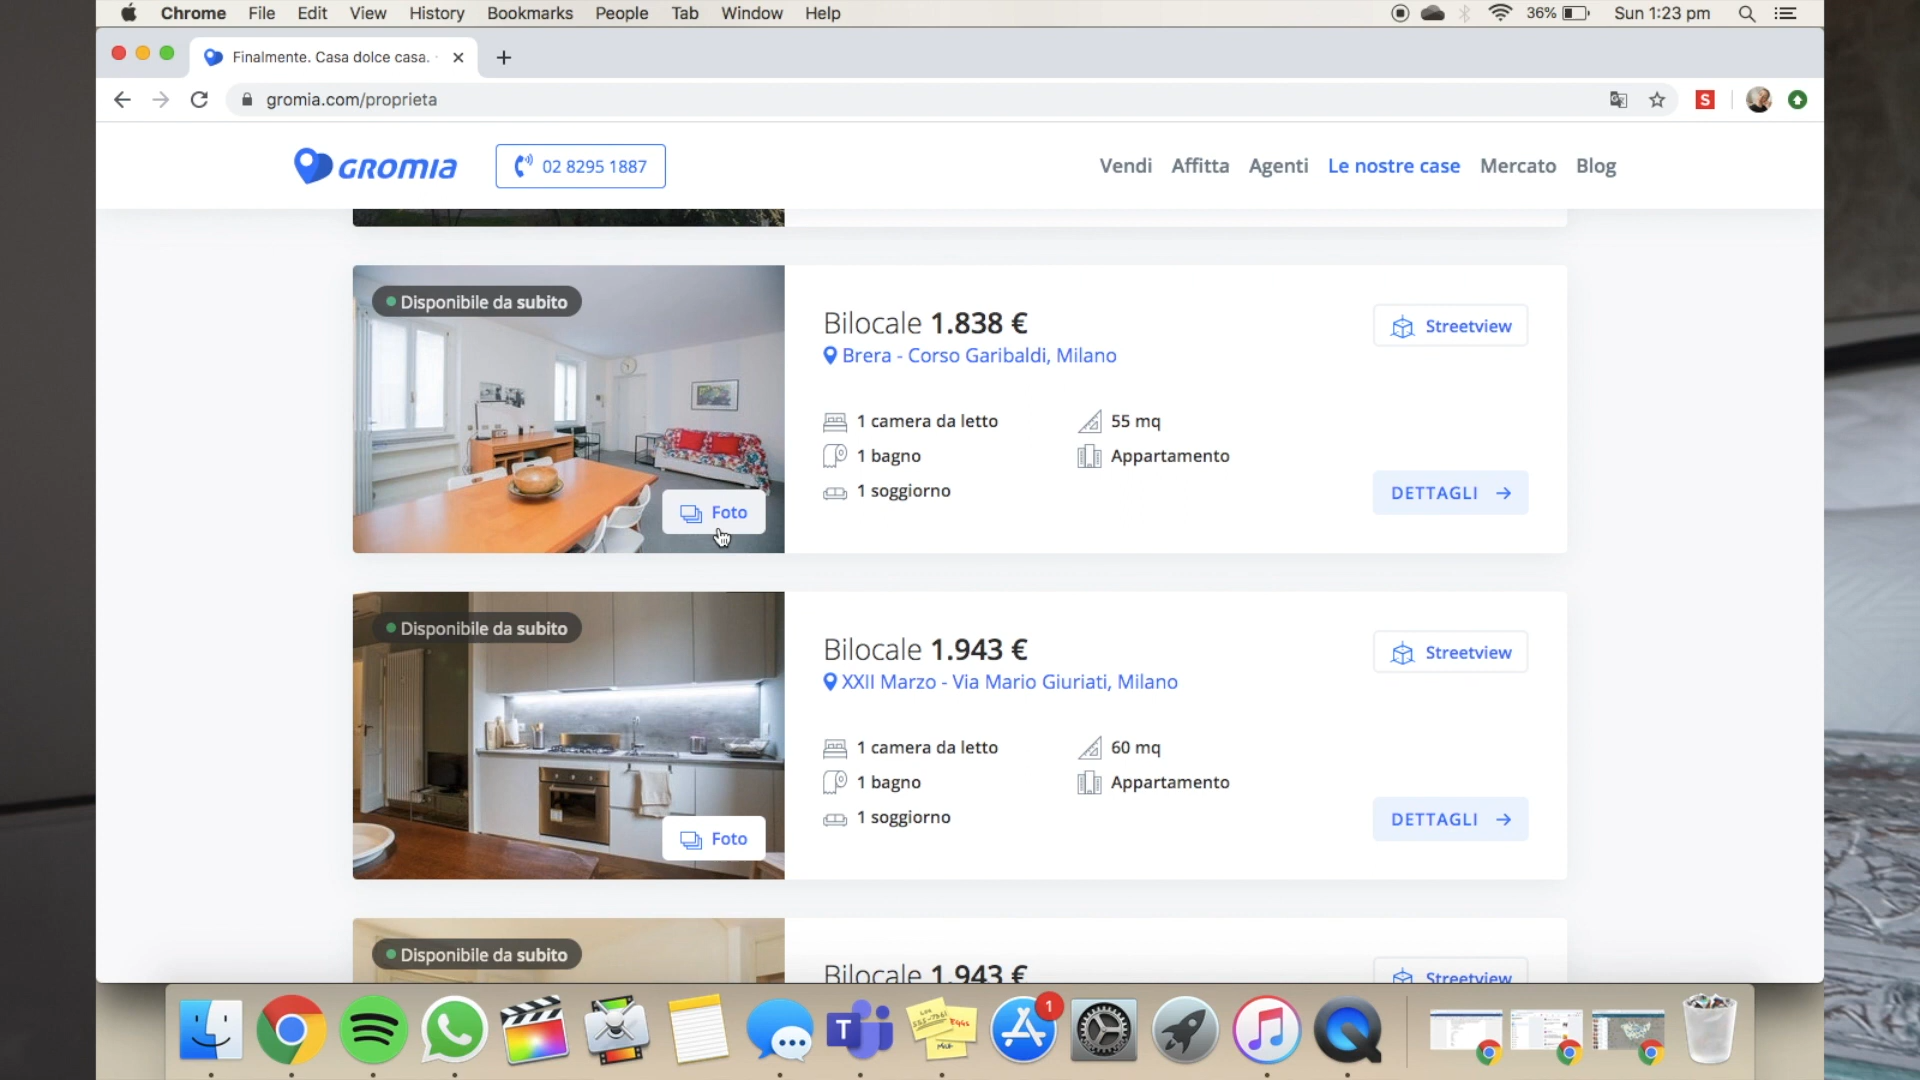 Chrome File Edit View History Bookmarks People Tab Window Help 36% Sun 1:23 pm
Finalmente. Casa dolce casa.
gromia.com/proprieta
GROMIA 02 8295 1887 Vendi Affitta Agenti Le nostre case Mercato Blog
Disponibile da subito
Bilocale 1.838 €
Streetview
Brera - Corso Garibaldi, Milano
1 camera da letto 55 mq
1 bagno Appartamento
1 soggiorno
DETTAGLI
Foto
Disponibile da subito
Bilocale 1.943 €
Streetview
XXII Marzo - Via Mario Giuriati, Milano
1 camera da letto 60 mq
1 bagno Appartamento
1 soggiorno
DETTAGLI
Foto
Disponibile da subito
Bilocale 1.943 €
Streetview
S
T
1